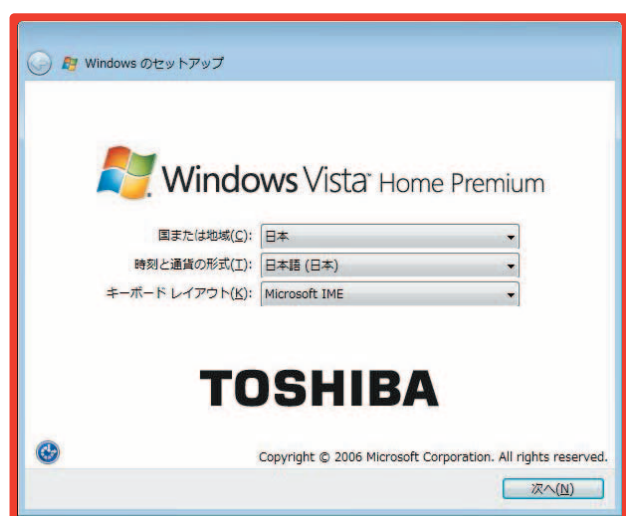 Windows のセットアップ
Windows Vista™ Home Premium
国または地域(C): 日本
時刻と通貨の形式(T): 日本語 (日本)
キーボード レイアウト(K): Microsoft IME
TOSHIBA
Copyright © 2006 Microsoft Corporation. All rights reserved.
次へ(N)